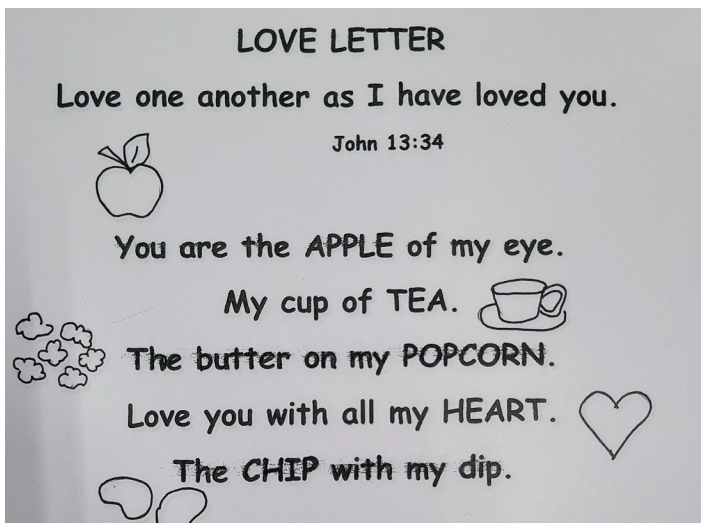 LOVE LETTER
Love one another as I have loved you.
John 13:34
You are the APPLE of my eye.
My cup of TEA.
The butter on my POPCORN.
Love you with all my HEART.
The CHIP with my dip.